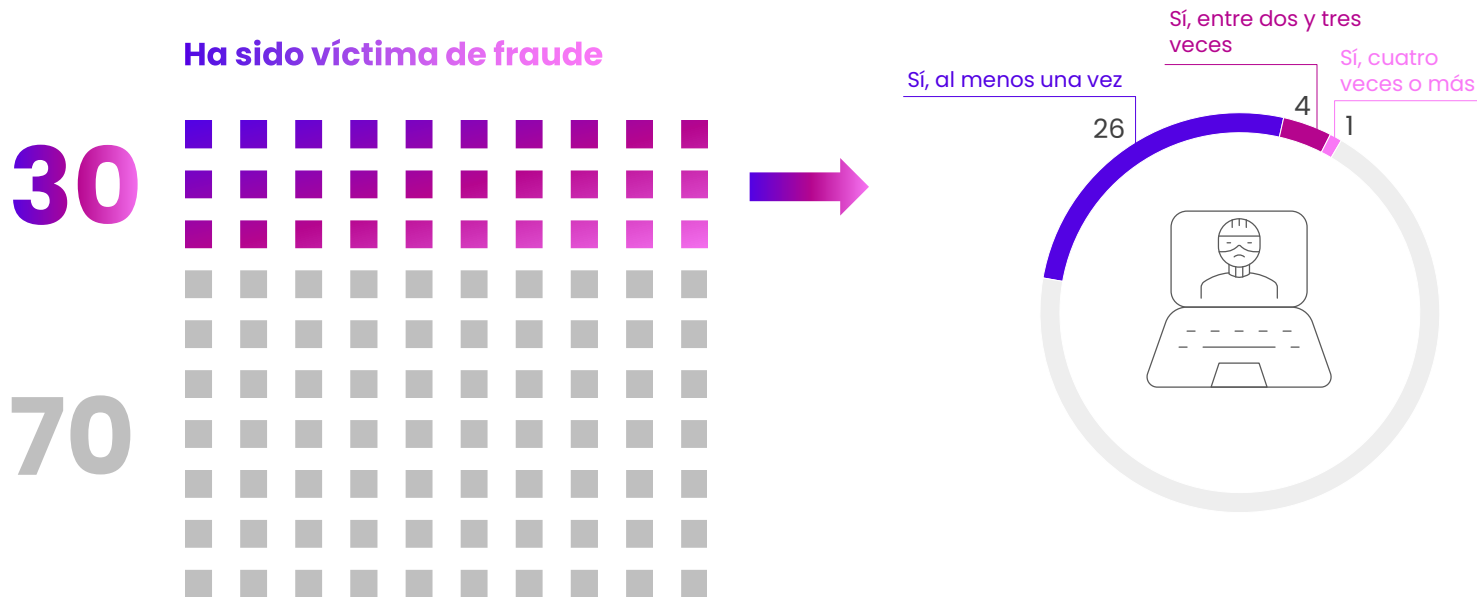 Ha sido víctima de fraude
30
70
Sí, al menos una vez
26
Sí, entre dos y tres
veces
4
Sí, cuatro
veces o más
1